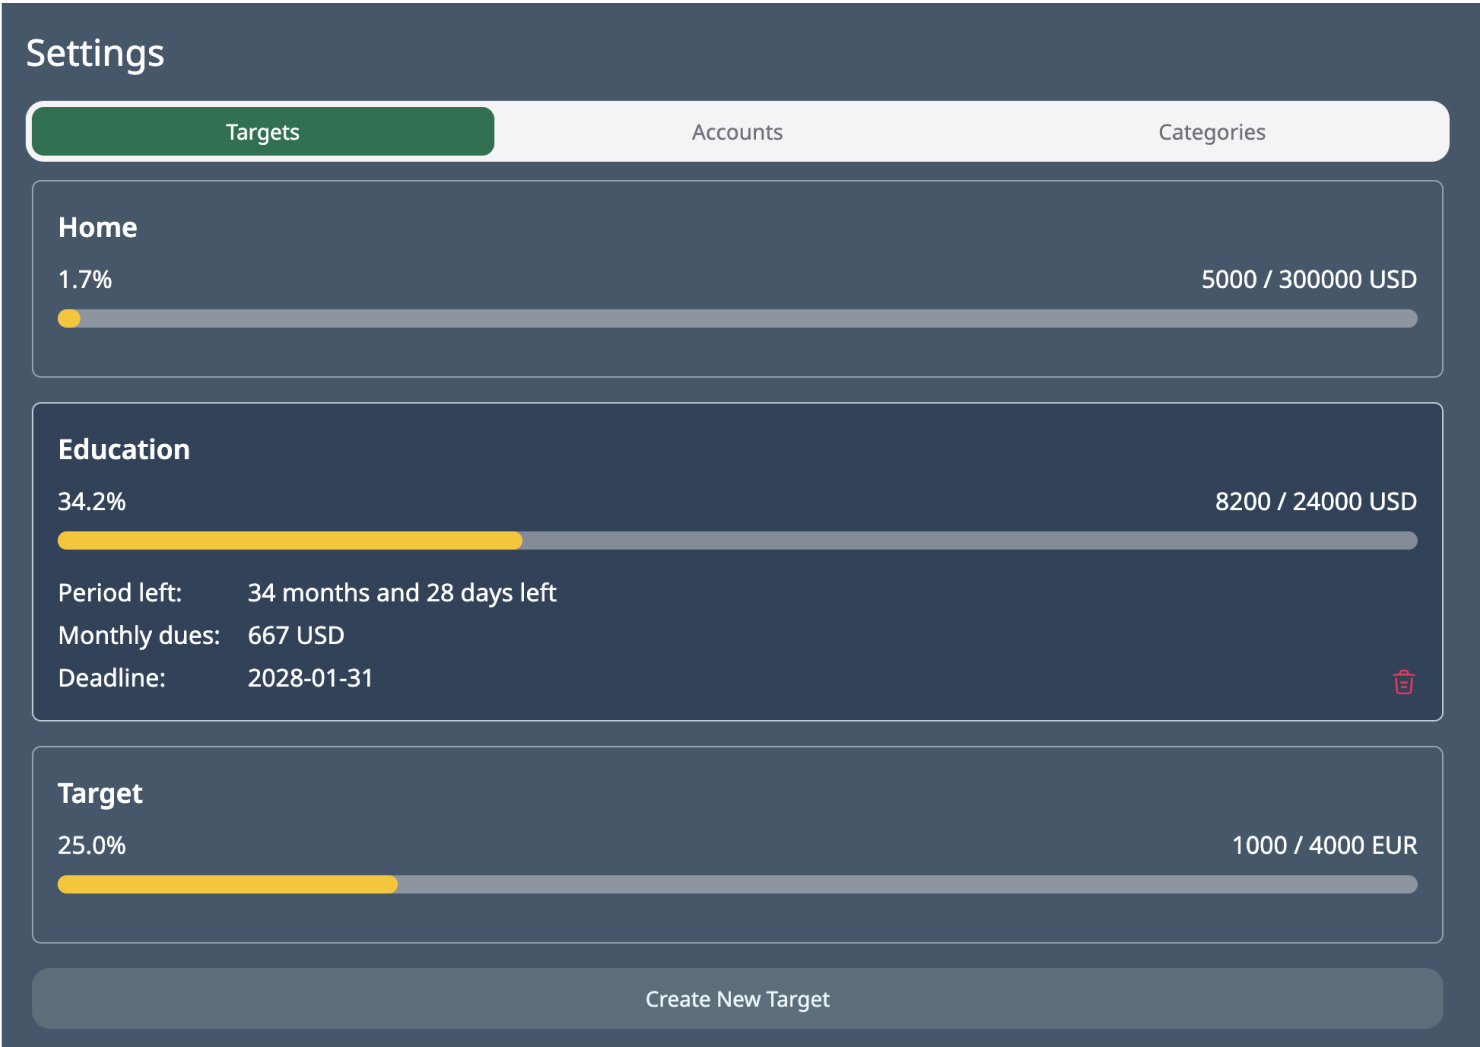 Settings
Targets Accounts Categories
Home
1.7% 5000 / 300000 USD
Education
34.2% 8200 / 24000 USD
Period left: 34 months and 28 days left
Monthly dues: 667 USD
Deadline: 2028-01-31
Target
25.0% 1000 / 4000 EUR
Create New Target